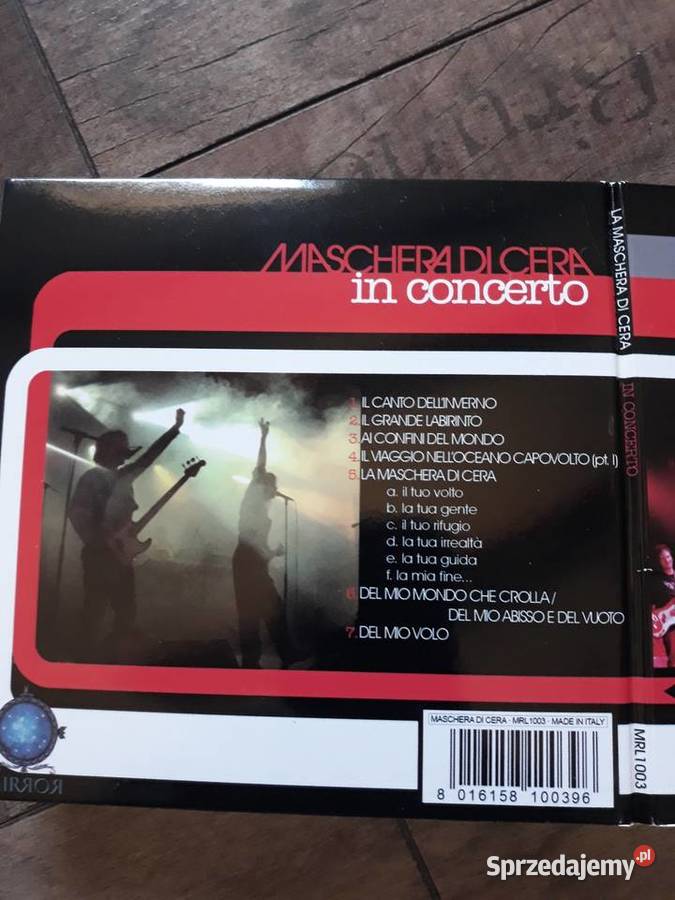 MASCHERA DI CERA
in concerto
1. IL CANTO DELL'INVERNO
2. IL GRANDE LABIRINTO
3. AI CONFINI DEL MONDO
4. IL VIAGGIO NELL'OCEANO CAPOVOLTO (pt. I)
5. LA MASCHERA DI CERA
a. il tuo volto
b. la tua gente
c. il tuo rifugio
d. la tua irrealtà
e. la tua guida
f. la mia fine...
6. DEL MIO MONDO CHE CROLLA /
DEL MIO ABISSO E DEL VUOTO
7. DEL MIO VOLO
MASCHERA DI CERA · MRL1003 · MADE IN ITALY
8 016158 100396
LA MASCHERA DI CERA
IN CONCERTO
MRL1003
Sprzedajemy.pl